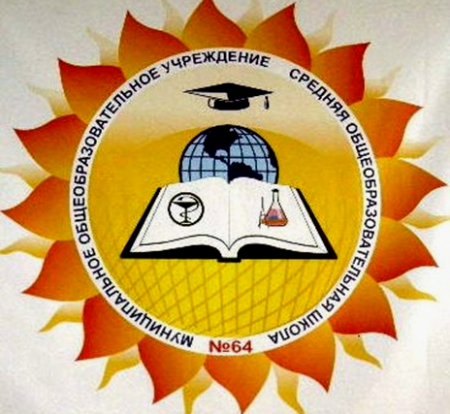 МУНИЦИПАЛЬНОЕ ОБЩЕОБРАЗОВАТЕЛЬНОЕ УЧРЕЖДЕНИЕ СРЕДНЯЯ ОБЩЕОБРАЗОВАТЕЛЬНАЯ ШКОЛА
№64